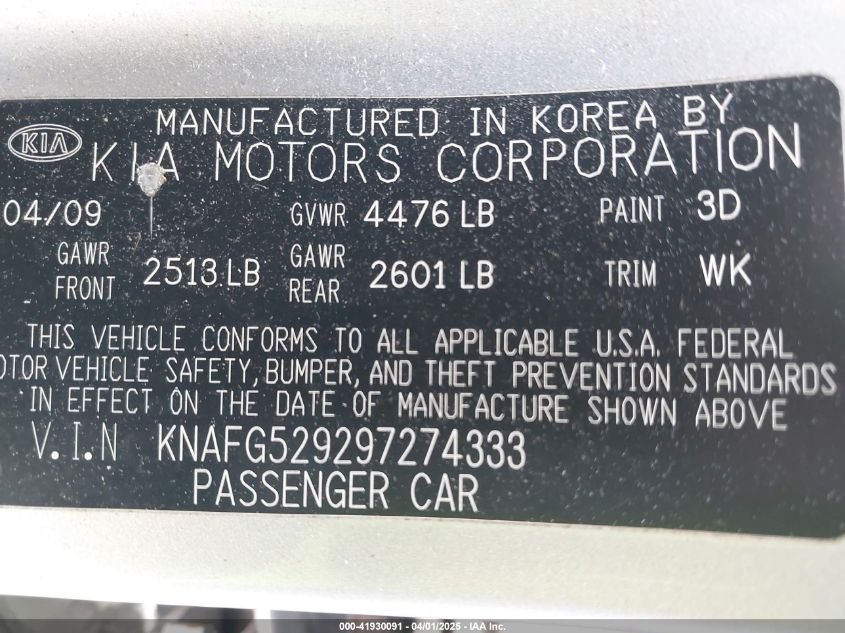 MANUFACTURED IN KOREA BY
KIA KIA MOTORS CORPORATION
04/09 GVWR 4476 LB PAINT 3D
GAWR FRONT 2513 LB GAWR REAR 2601 LB TRIM WK
THIS VEHICLE CONFORMS TO ALL APPLICABLE U.S.A. FEDERAL
OTOR VEHICLE SAFETY, BUMPER, AND THEFT PREVENTION STANDARDS
IN EFFECT ON THE DATE OF MANUFACTURE SHOWN ABOVE
V.I.N KNAFG529297274333
PASSENGER CAR
000-41930091 - 04/01/2025 - IAA Inc.